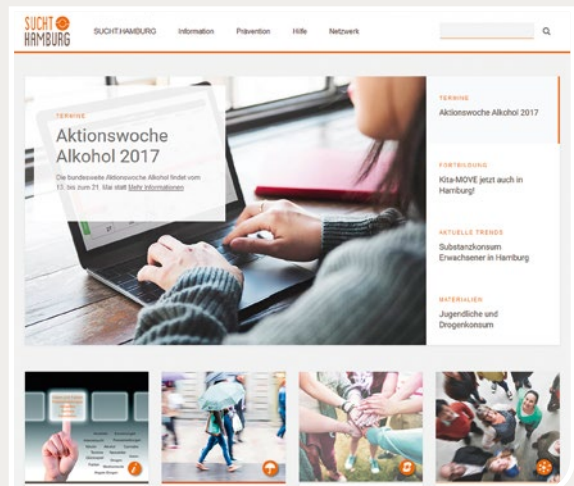 SUCHT
HAMBURG
SUCHT.HAMBURG Information Prävention Hilfe Netzwerk
TERMINE
Aktionswoche
Alkohol 2017
Die bundesweite Aktionswoche Alkohol findet vom
13. bis zum 21. Mai statt Mehr Informationen
TERMINE
Aktionswoche Alkohol 2017
FORTBILDUNG
Kita-MOVE jetzt auch in
Hamburg!
AKTUELLE TRENDS
Substanzkonsum
Erwachsener in Hamburg
MATERIALIEN
Jugendliche und
Drogenkonsum